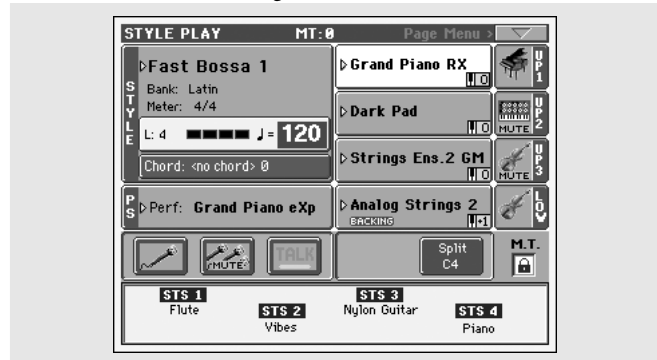 STYLE PLAY MT:0 Page Menu >
STYLE
Fast Bossa 1
Bank: Latin
Meter: 4/4
L: 4 ♩= 120
Chord: <no chord> 0
PS
Perf: Grand Piano eXp
Grand Piano RX
0
UP1
Dark Pad
0
MUTE
UP2
Strings Ens.2 GM
0
MUTE
UP3
Analog Strings 2
BACKING +1
LOW
MUTE
TALK
Split
C4
M.T.
STS 1
Flute
STS 2
Vibes
STS 3
Nylon Guitar
STS 4
Piano